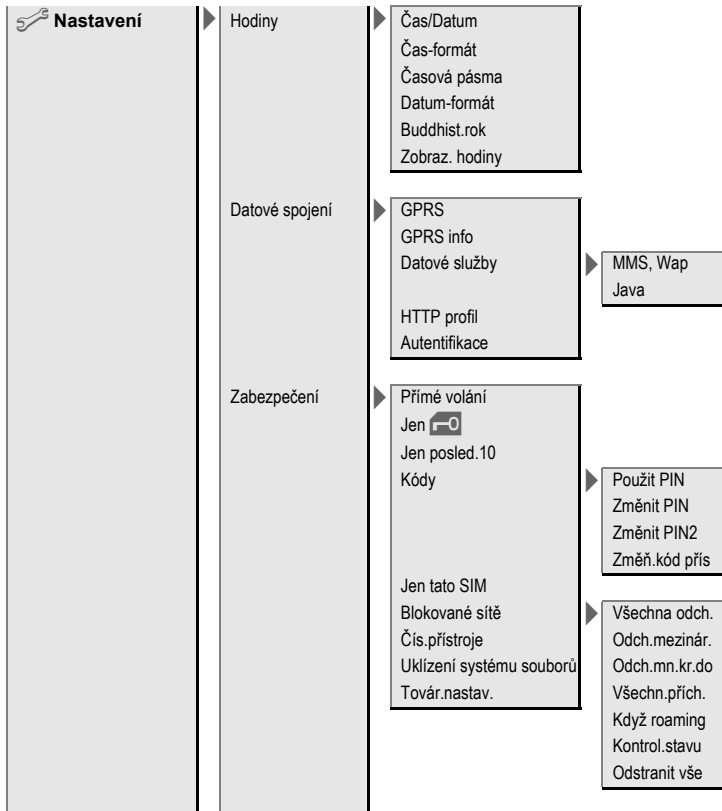 Nastavení
Hodiny
Čas/Datum
Čas-formát
Časová pásma
Datum-formát
Buddhist.rok
Zobraz. hodiny
Datové spojení
GPRS
GPRS info
Datové služby
MMS, Wap
Java
HTTP profil
Autentifikace
Zabezpečení
Přímé volání
Jen
Jen posled.10
Kódy
Použit PIN
Změnit PIN
Změnit PIN2
Změň.kód přís
Jen tato SIM
Blokované sítě
Všechna odch.
Odch.mezinár.
Odch.mn.kr.do
Všechn.přích.
Když roaming
Kontrol.stavu
Odstranit vše
Čís.přístroje
Uklízení systému souborů
Továr.nastav.